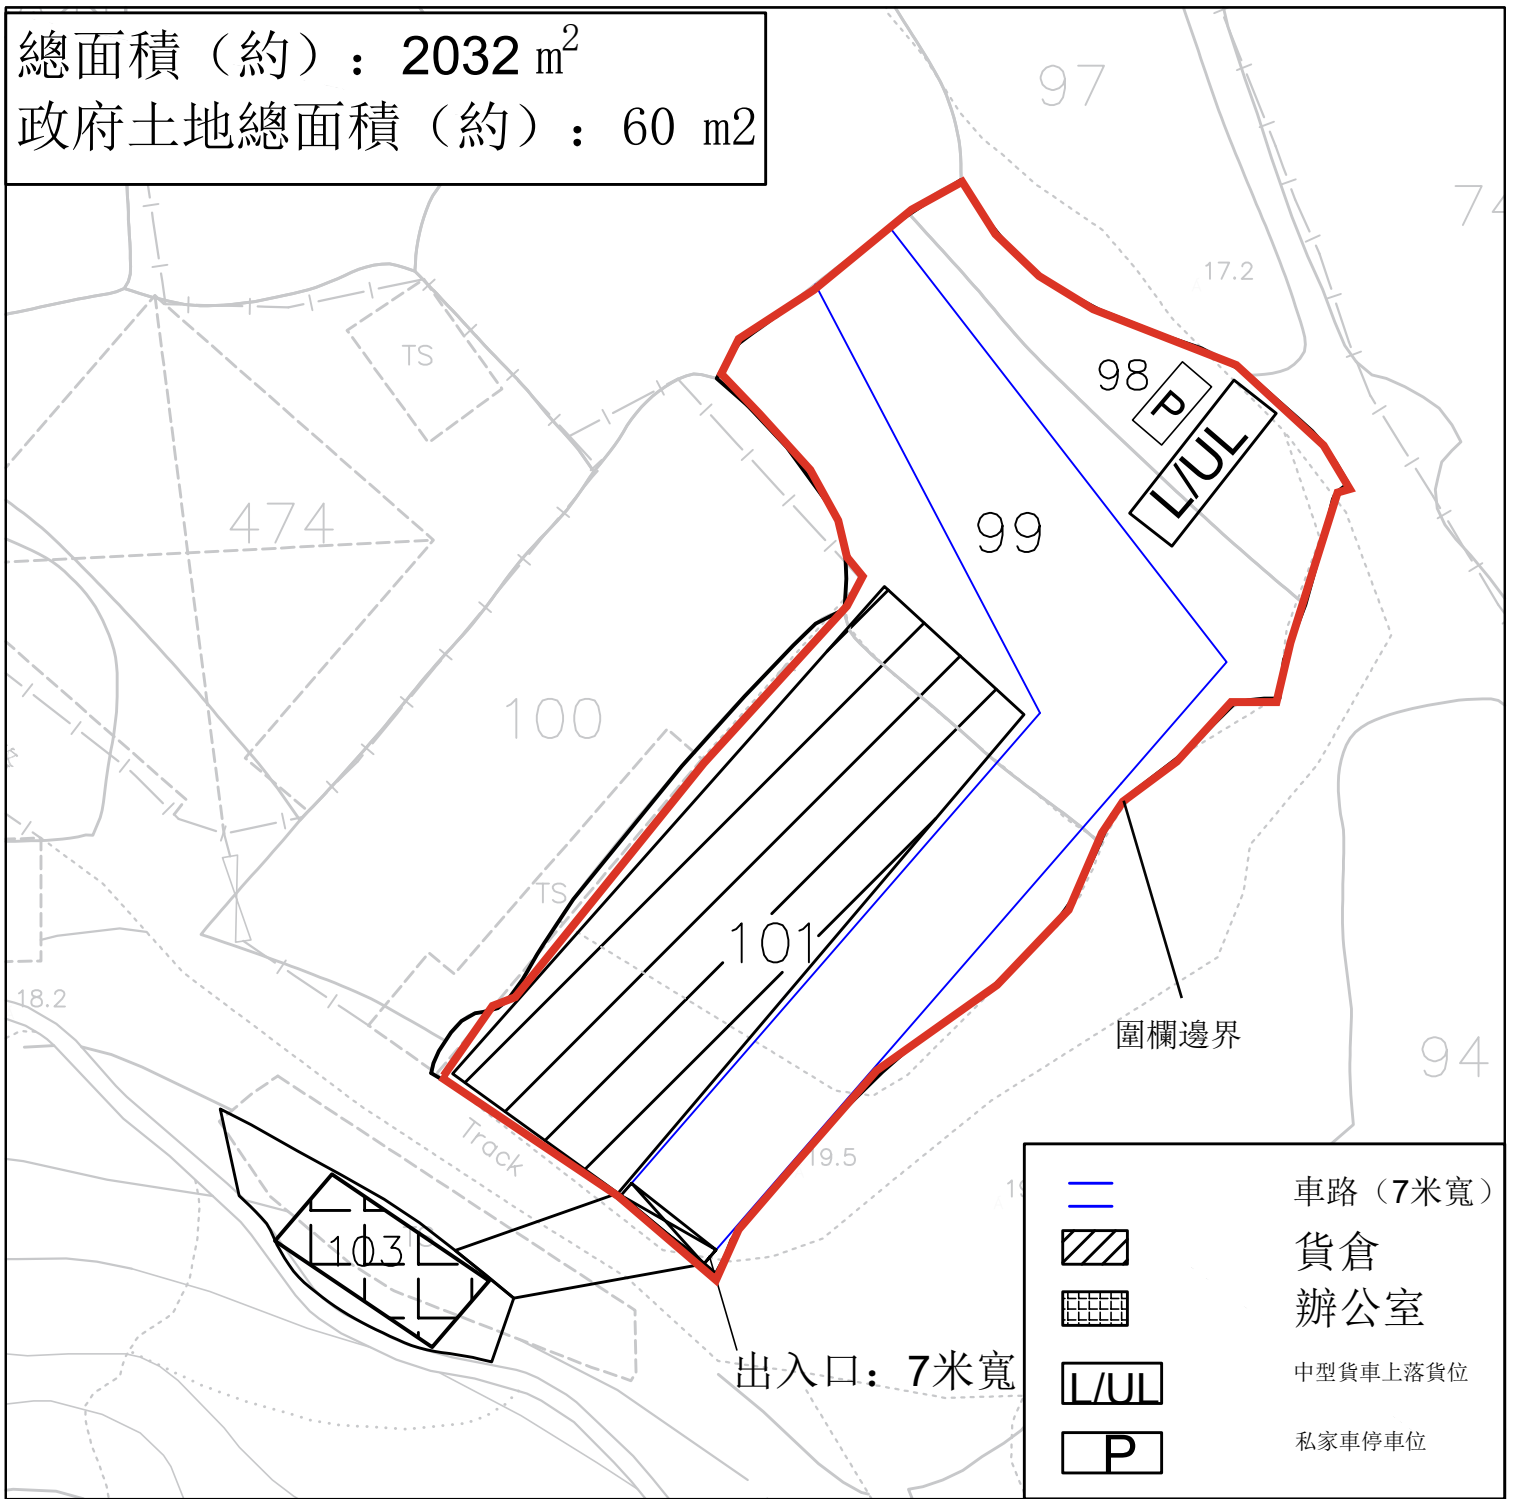 總面積（約）：2032 m²
政府土地總面積（約）：60 m2
97
74
17.2
TS
98
P
L/UL
474
99
100
TS
101
18.2
圍欄邊界
94
Track
19.5
103
出入口：7米寬
車路（7米寬）
貨倉
辦公室
L/UL 中型貨車上落貨位
P 私家車停車位